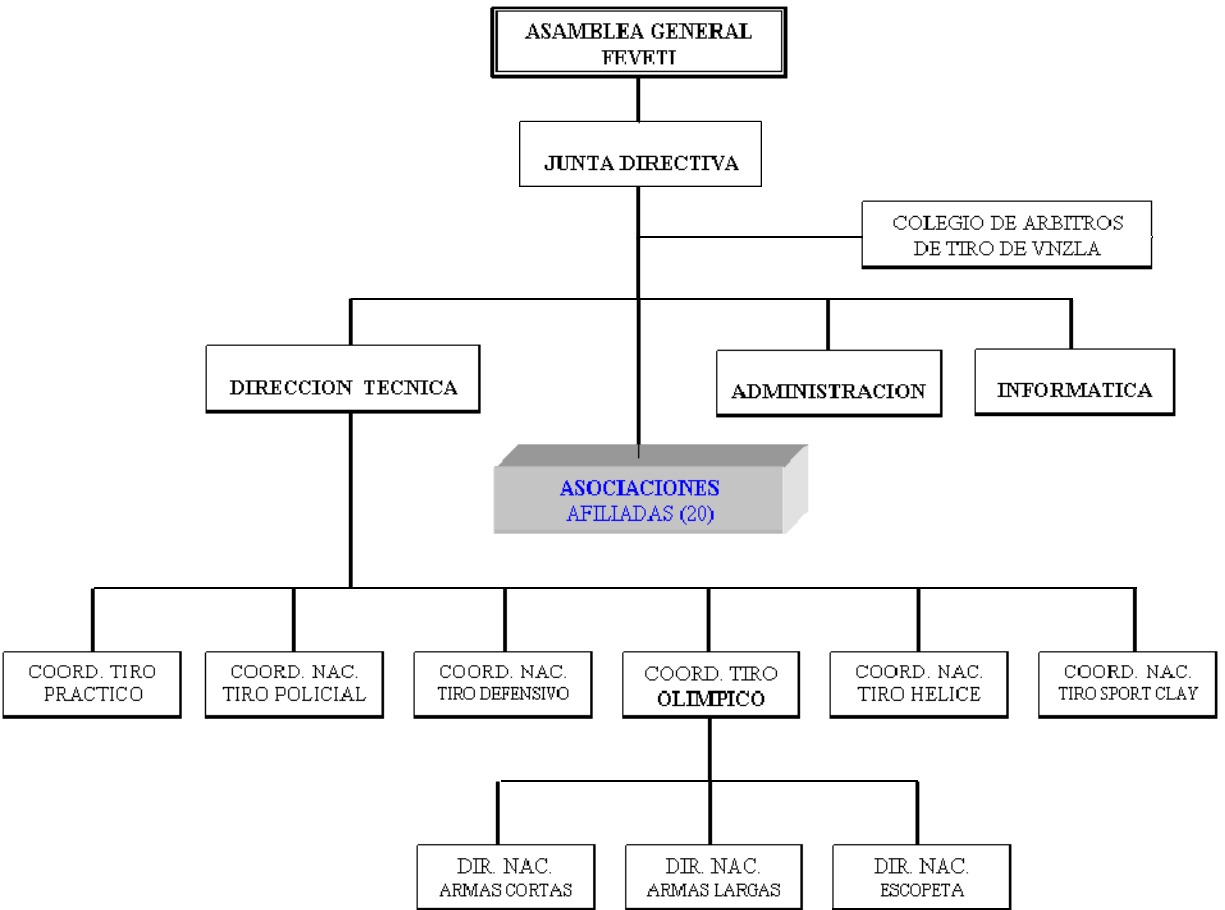 ASAMBLEA GENERAL
FEVETI
JUNTA DIRECTIVA
COLEGIO DE ARBITROS
DE TIRO DE VNZLA
DIRECCION TECNICA
ADMINISTRACION
INFORMATICA
ASOCIACIONES
AFILIADAS (20)
COORD. TIRO
PRACTICO
COORD. NAC.
TIRO POLICIAL
COORD. NAC.
TIRO DEFENSIVO
COORD. TIRO
OLIMPICO
COORD. NAC.
TIRO HELICE
COORD. NAC.
TIRO SPORT CLAY
DIR. NAC.
ARMAS CORTAS
DIR. NAC.
ARMAS LARGAS
DIR. NAC.
ESCOPETA